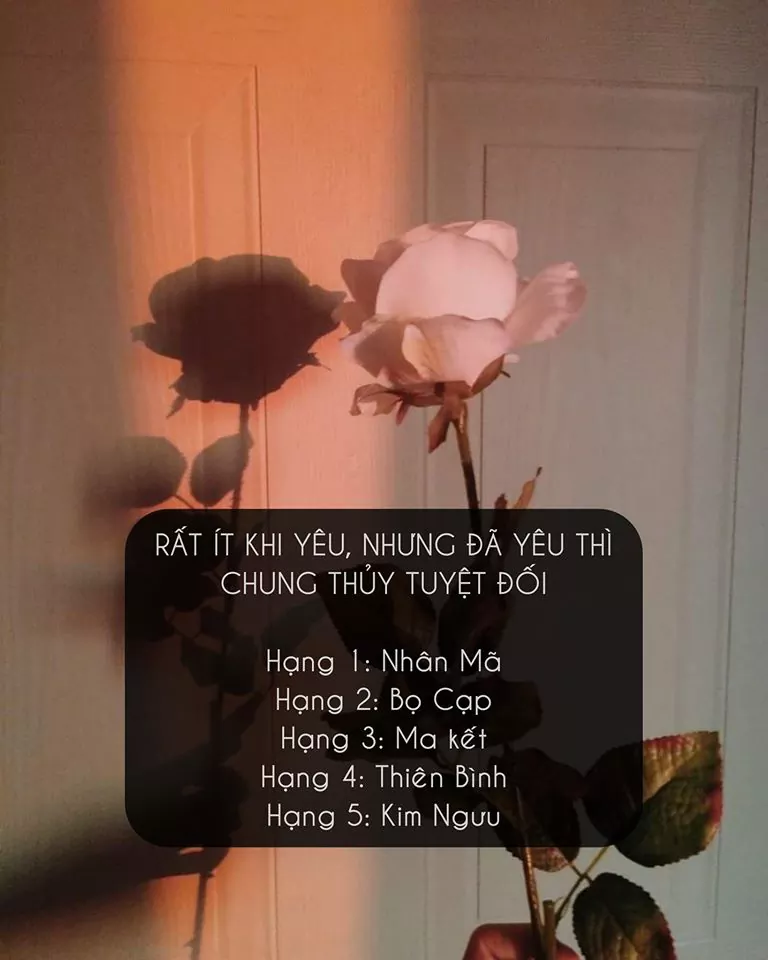 RẤT ÍT KHI YÊU, NHƯNG ĐÃ YÊU THÌ
CHUNG THỦY TUYỆT ĐỐI
Hạng 1: Nhân Mã
Hạng 2: Bọ Cạp
Hạng 3: Ma kết
Hạng 4: Thiên Bình
Hạng 5: Kim Ngưu